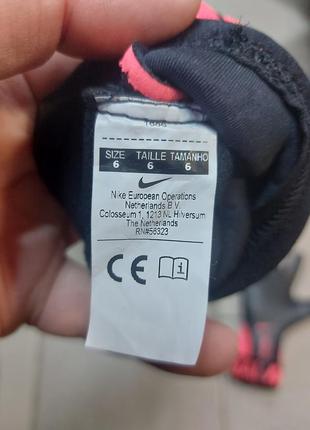 SIZE TAILLE TAMANHO
6 6 6
Nike European Operations
Netherlands B.V.
Colosseum 1, 1213 NL Hilversum
The Netherlands
RN#56323
CE i